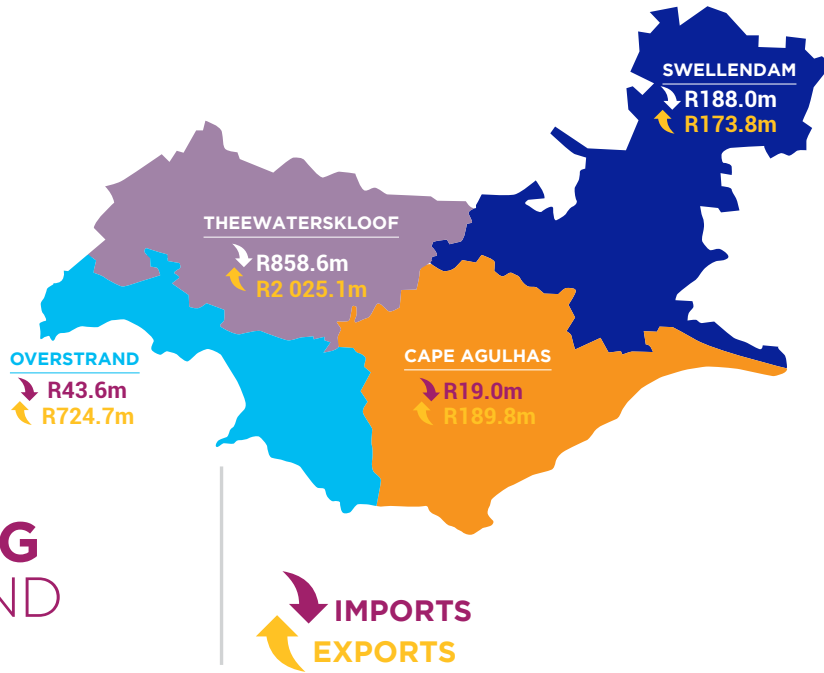 SWELLENDAM
R188.0m
R173.8m
THEEWATERSKLOOF
R858.6m
R2 025.1m
OVERSTRAND
R43.6m
R724.7m
CAPE AGULHAS
R19.0m
R189.8m
G
ND
IMPORTS
EXPORTS